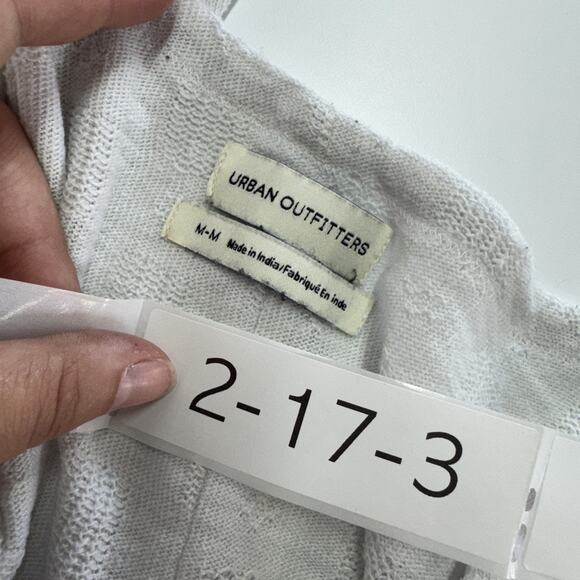 URBAN OUTFITTERS
M-M Made in India/Fabriqué En inde
2-17-3